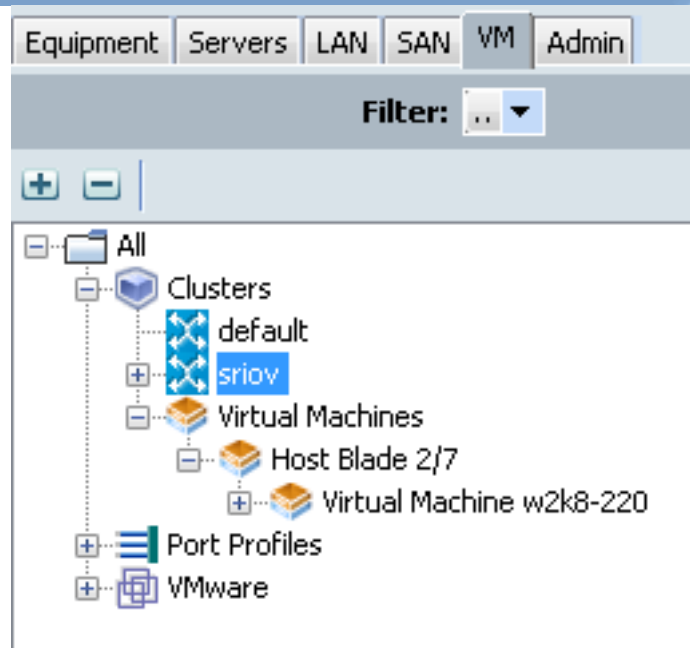 Equipment Servers LAN SAN VM Admin
Filter: ..
All
Clusters
default
sriov
Virtual Machines
Host Blade 2/7
Virtual Machine w2k8-220
Port Profiles
VMware